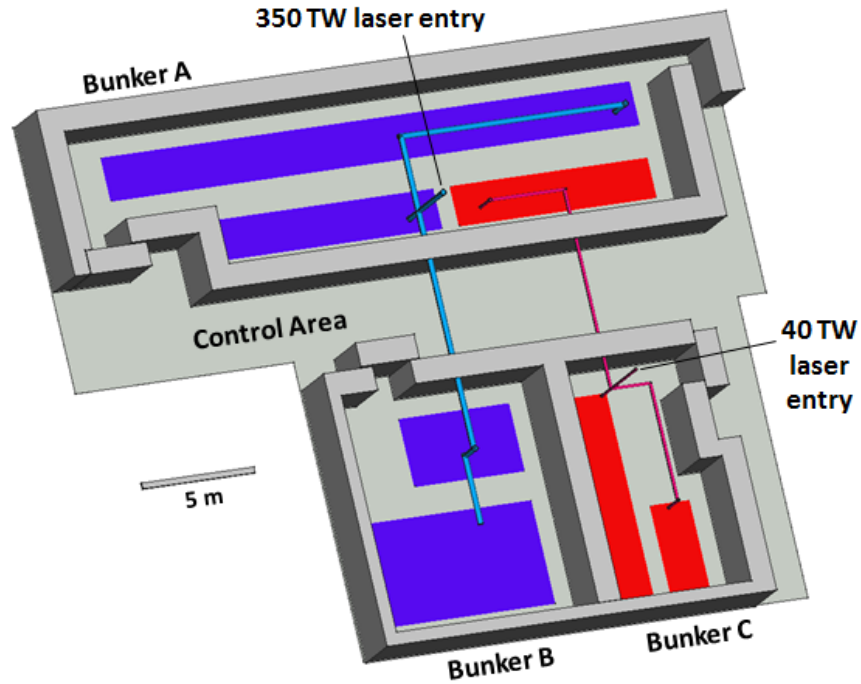 350 TW laser entry
Bunker A
Control Area
40 TW
laser
entry
5 m
Bunker B
Bunker C